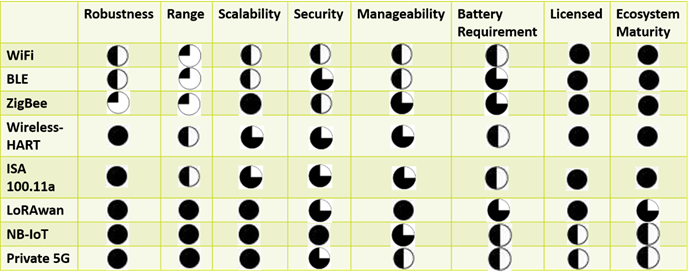 Robustness Range Scalability Security Manageability Battery Requirement Licensed Ecosystem Maturity
WiFi
BLE
ZigBee
Wireless-
HART
ISA
100.11a
LoRAwan
NB-IoT
Private 5G